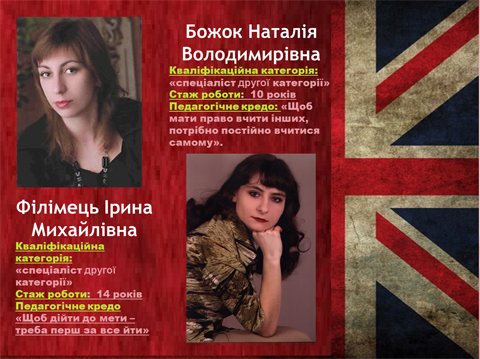 Божок Наталія
Володимирівна
Кваліфікаційна категорія:
«спеціаліст другої категорії»
Стаж роботи:  10 років
Педагогічне кредо: «Щоб
мати право вчити інших,
потрібно постійно вчитися
самому».
Філімець Ірина
Михайлівна
Кваліфікаційна
категорія:
«спеціаліст другої
категорії»
Стаж роботи:  14 років
Педагогічне кредо
«Щоб дійти до мети –
треба перш за все йти»